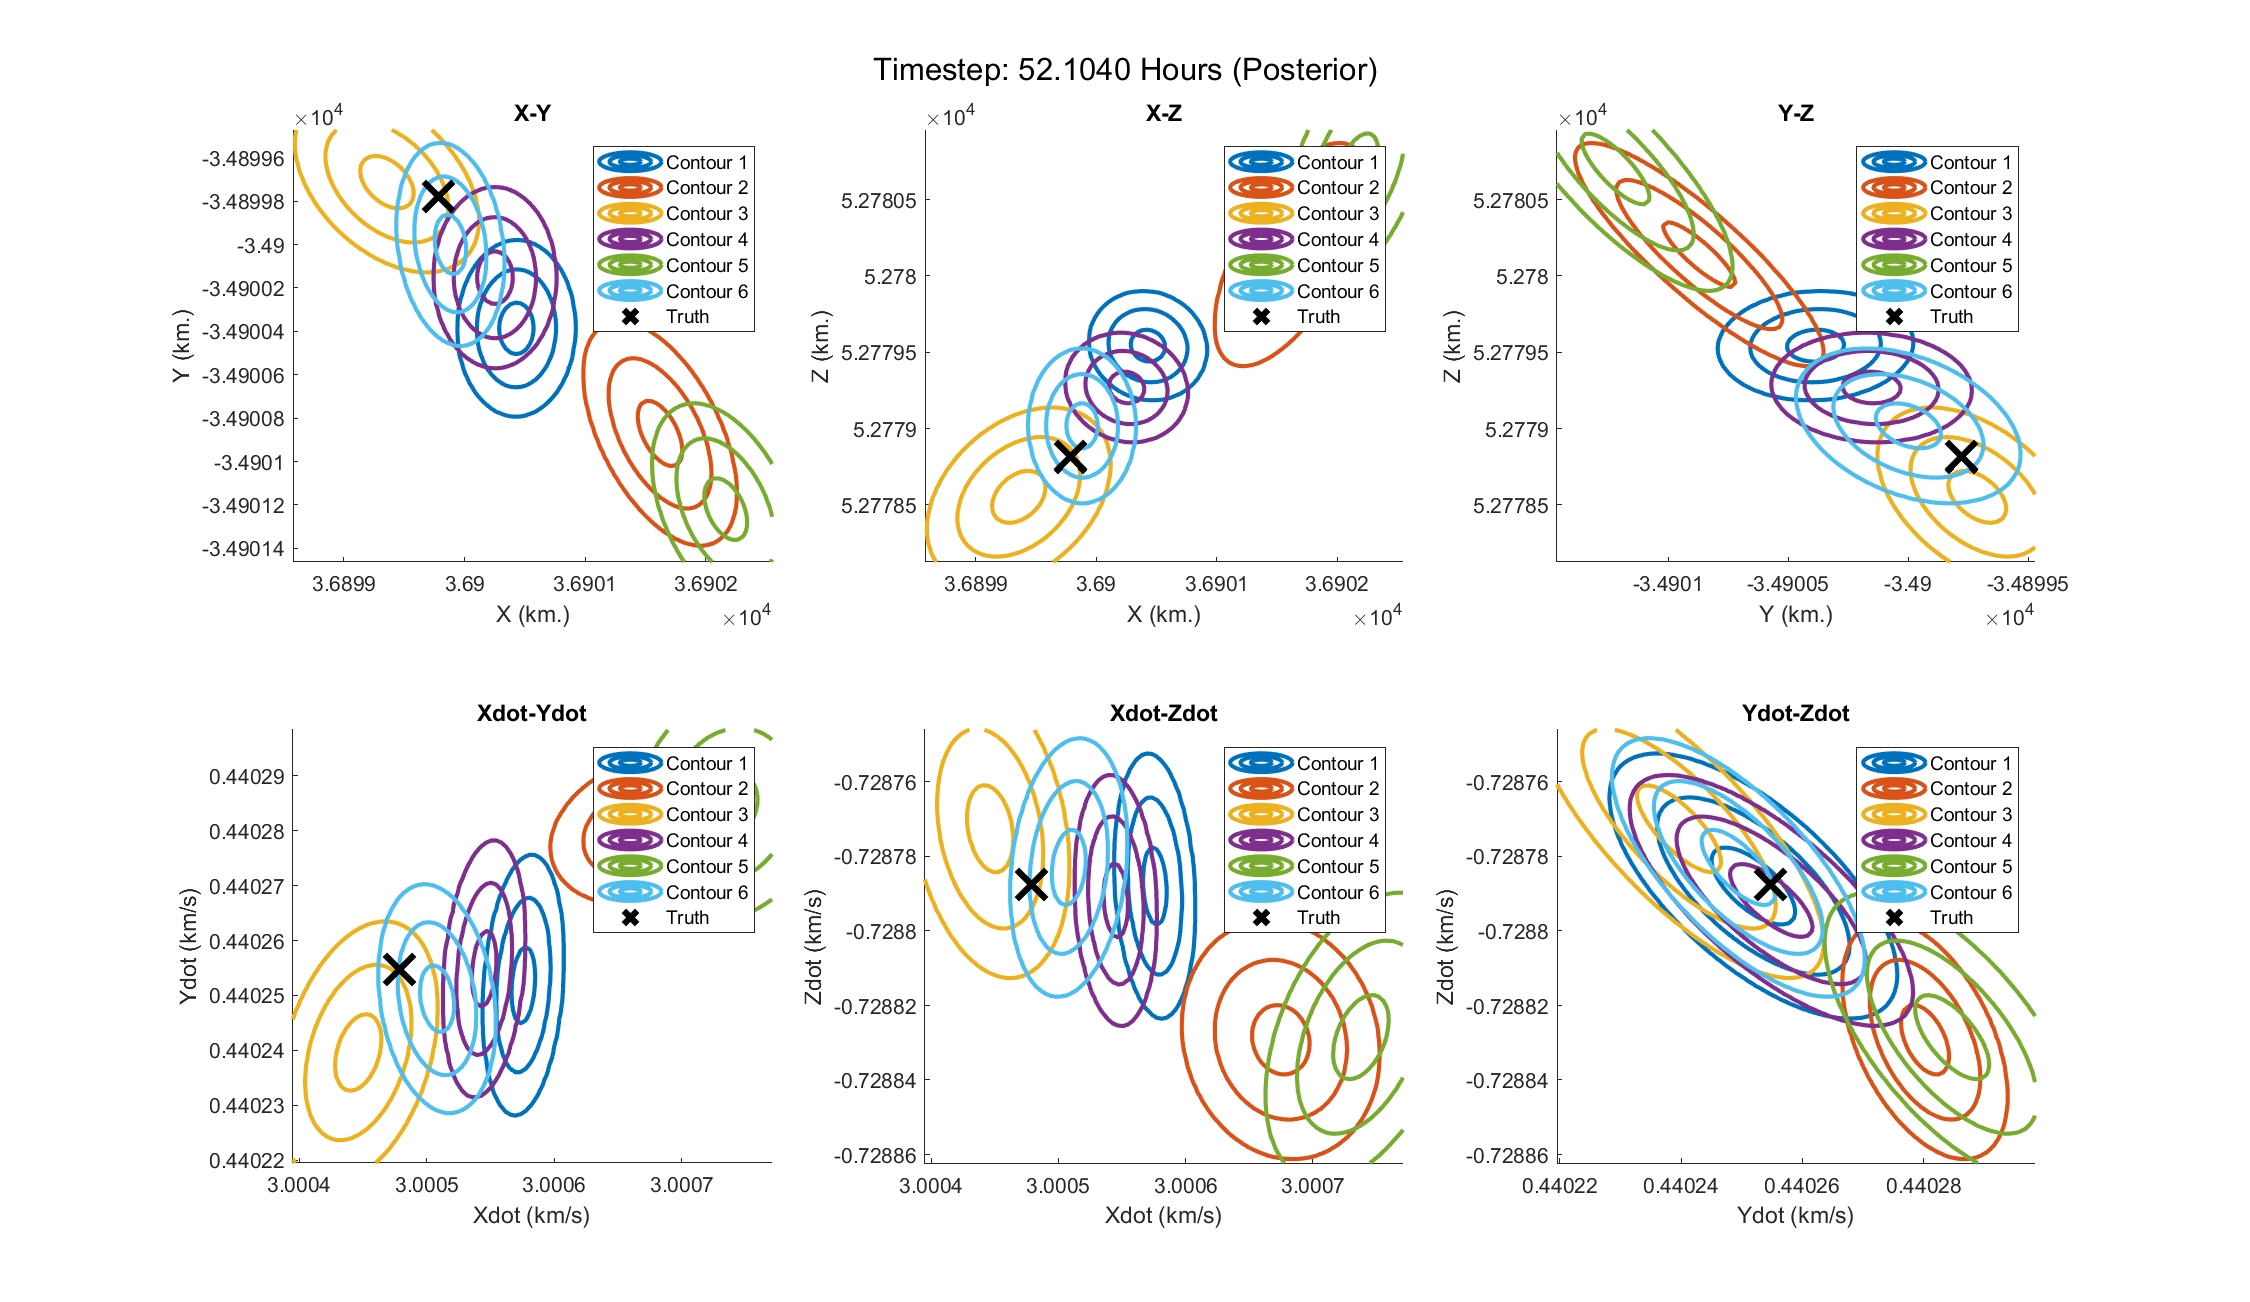 Timestep: 52.1040 Hours (Posterior)
×10⁴
X-Y
-3.48996
-3.48998
-3.49
-3.49002
-3.49004
-3.49006
-3.49008
-3.4901
-3.49012
-3.49014
Y (km.)
3.6899
3.69
3.6901
3.6902
X (km.)
×10⁴
Contour 1
Contour 2
Contour 3
Contour 4
Contour 5
Contour 6
Truth
×10⁴
X-Z
5.27805
5.278
5.27795
5.2779
5.27785
Z (km.)
3.6899
3.69
3.6901
3.6902
X (km.)
×10⁴
Contour 1
Contour 2
Contour 3
Contour 4
Contour 5
Contour 6
Truth
×10⁴
Y-Z
5.27805
5.278
5.27795
5.2779
5.27785
Z (km.)
-3.4901
-3.49005
-3.49
-3.48995
Y (km.)
×10⁴
Contour 1
Contour 2
Contour 3
Contour 4
Contour 5
Contour 6
Truth
Xdot-Ydot
0.44029
0.44028
0.44027
0.44026
0.44025
0.44024
0.44023
0.44022
Ydot (km/s)
3.0004
3.0005
3.0006
3.0007
Xdot (km/s)
Contour 1
Contour 2
Contour 3
Contour 4
Contour 5
Contour 6
Truth
Xdot-Zdot
-0.72876
-0.72878
-0.7288
-0.72882
-0.72884
-0.72886
Zdot (km/s)
3.0004
3.0005
3.0006
3.0007
Xdot (km/s)
Contour 1
Contour 2
Contour 3
Contour 4
Contour 5
Contour 6
Truth
Ydot-Zdot
-0.72876
-0.72878
-0.7288
-0.72882
-0.72884
-0.72886
Zdot (km/s)
0.44022
0.44024
0.44026
0.44028
Ydot (km/s)
Contour 1
Contour 2
Contour 3
Contour 4
Contour 5
Contour 6
Truth